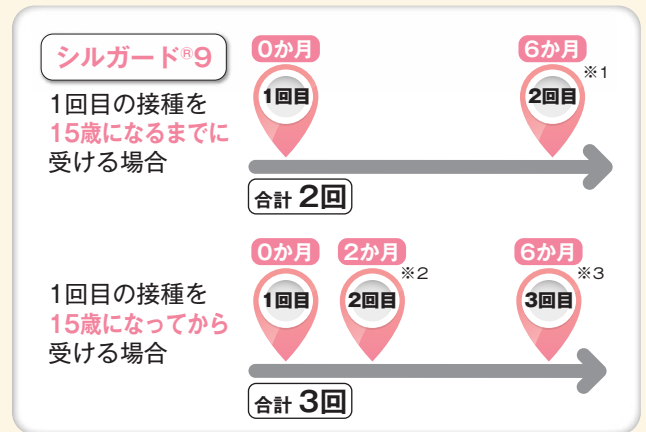 シルガード®9
1回目の接種を
15歳になるまでに
受ける場合
0か月
1回目
6か月
※1
2回目
合計 2回
1回目の接種を
15歳になってから
受ける場合
0か月
1回目
2か月
※2
2回目
6か月
※3
3回目
合計 3回